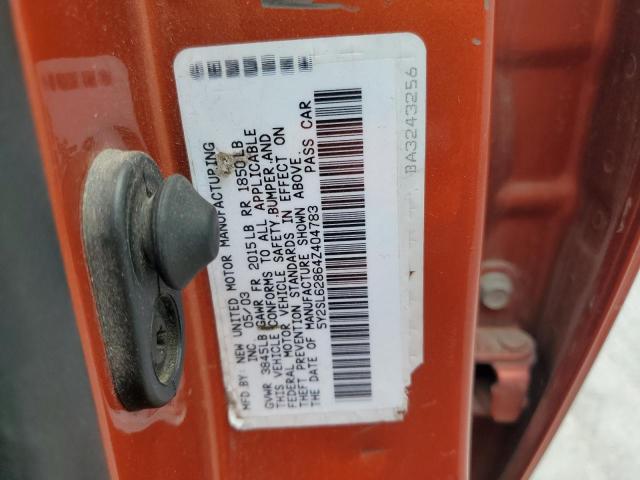 MFD BY: NEW UNITED MOTOR MANUFACTURING
INC 05/03
GVWR 3845LB GAWR FR 2015LB RR 1850LB
THIS VEHICLE CONFORMS TO ALL APPLICABLE
FEDERAL MOTOR VEHICLE SAFETY,BUMPER,AND
THEFT PREVENTION STANDARDS IN EFFECT ON
THE DATE OF MANUFACTURE SHOWN ABOVE.
5Y2SL62864Z404783 PASS CAR
BA3243256